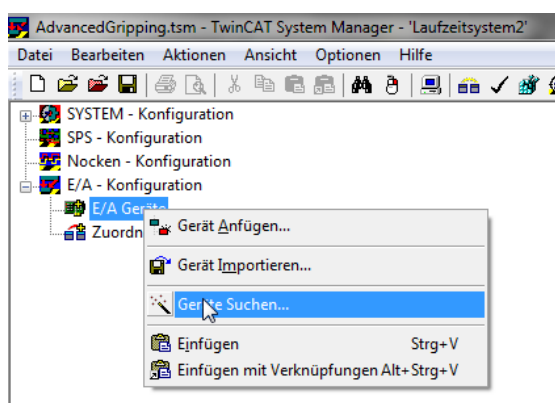 AdvancedGripping.tsm - TwinCAT System Manager - 'Laufzeitsystem2'
Datei Bearbeiten Aktionen Ansicht Optionen Hilfe
SYSTEM - Konfiguration
SPS - Konfiguration
Nocken - Konfiguration
E/A - Konfiguration
E/A Geräte
Zuordn
Gerät Anfügen...
Gerät Importieren...
Geräte Suchen...
Einfügen Strg+V
Einfügen mit Verknüpfungen Alt+Strg+V